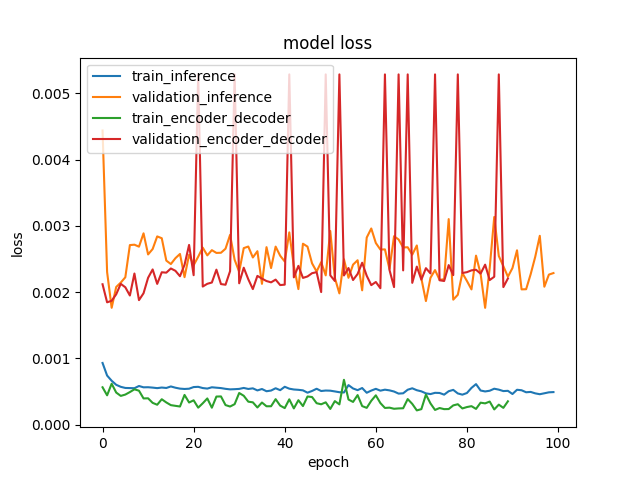 model loss
train_inference
validation_inference
train_encoder_decoder
validation_encoder_decoder
loss
0.005
0.004
0.003
0.002
0.001
0.000
0 20 40 60 80 100
epoch